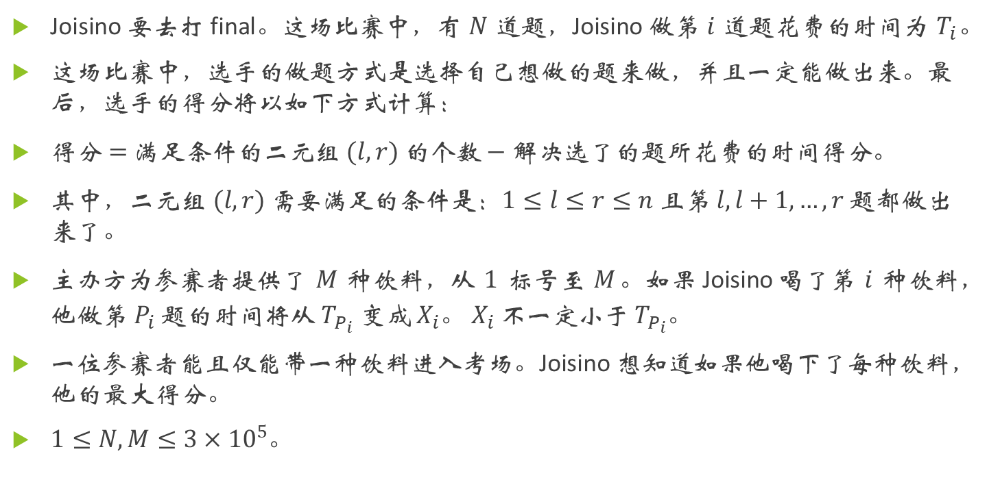 Joisino 要去打 final。这场比赛中，有 N 道题，Joisino 做第 i 道题花费的时间为 T_i。
这场比赛中，选手的做题方式是选择自己想做的题来做，并且一定能做出来。最
后，选手的得分将以如下方式计算：
得分 = 满足条件的二元组 (l, r) 的个数 − 解决选了的题所花费的时间得分。
其中，二元组 (l, r) 需要满足的条件是：1 ≤ l ≤ r ≤ n 且第 l, l + 1, … , r 题都做出
来了。
主办方为参赛者提供了 M 种饮料，从 1 标号至 M。如果 Joisino 喝了第 i 种饮料，
他做第 P_i 题的时间将从 T_{P_i} 变成 X_i。 X_i 不一定小于 T_{P_i}。
一位参赛者能且仅能带一种饮料进入考场。Joisino 想知道如果他喝下了每种饮料，
他的最大得分。
1 ≤ N, M ≤ 3 × 10^5。